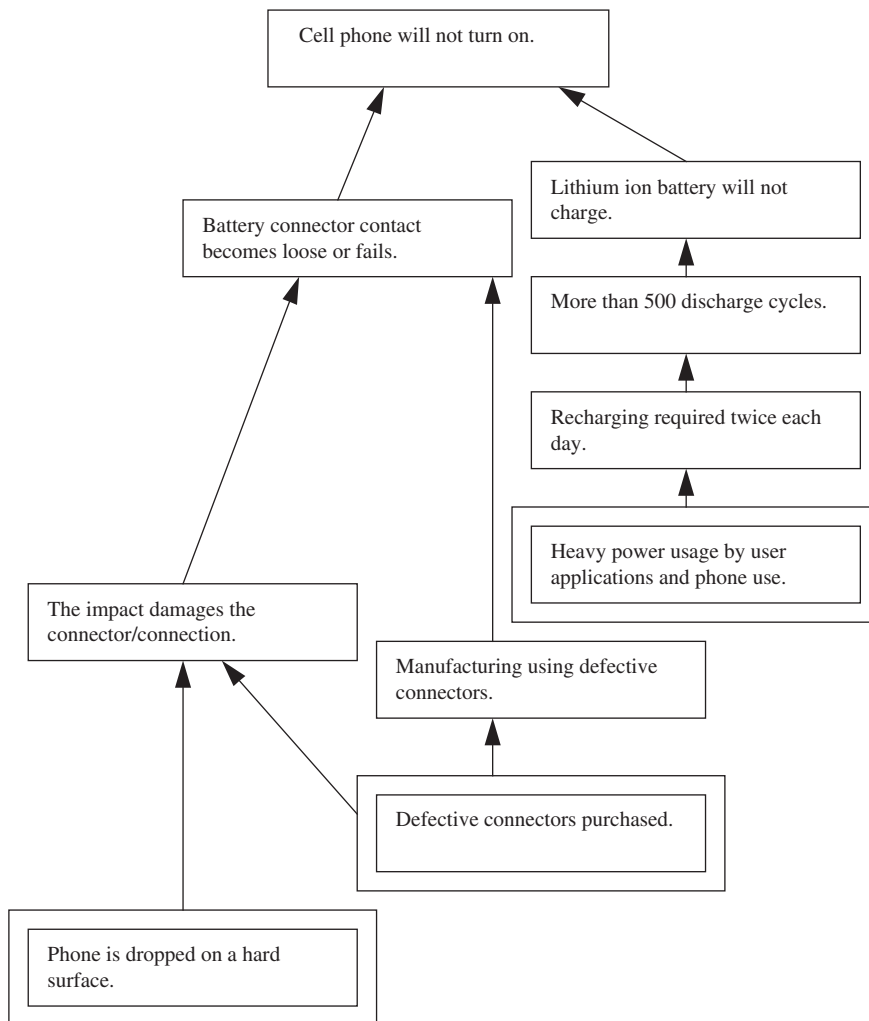 Cell phone will not turn on.
Lithium ion battery will not
charge.
Battery connector contact
becomes loose or fails.
More than 500 discharge cycles.
Recharging required twice each
day.
Heavy power usage by user
applications and phone use.
The impact damages the
connector/connection.
Manufacturing using defective
connectors.
Defective connectors purchased.
Phone is dropped on a hard
surface.